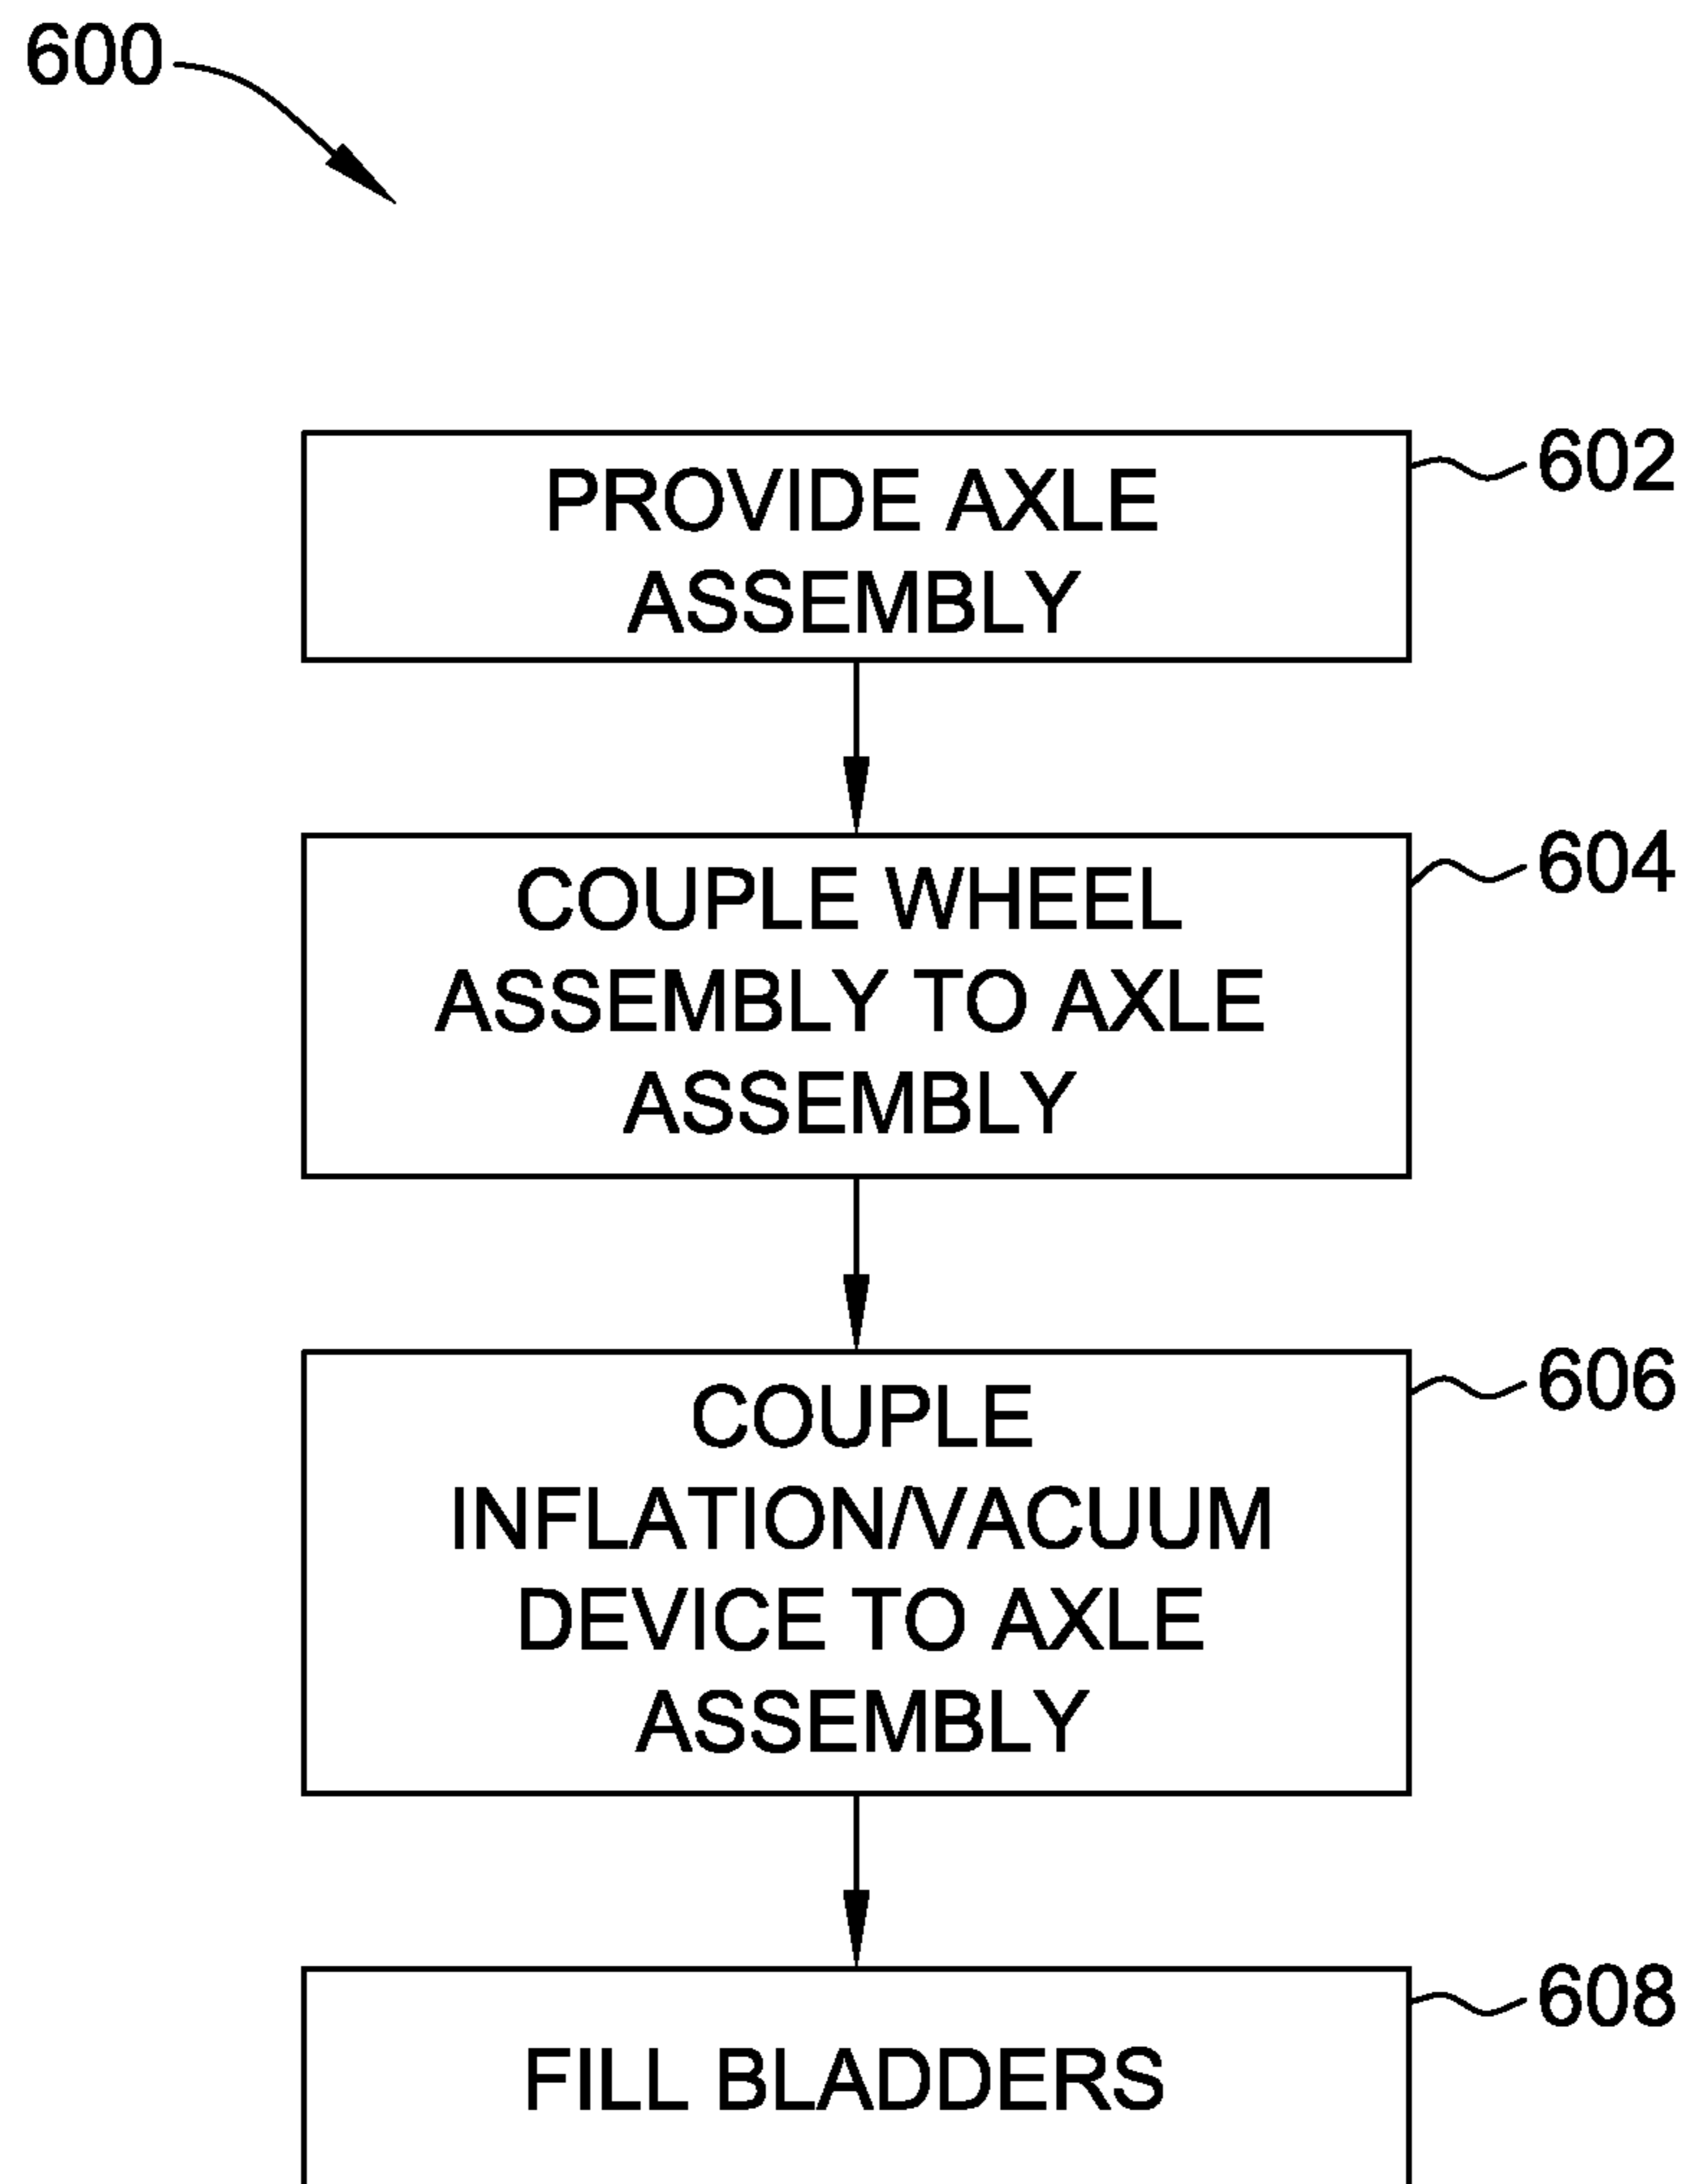 600
PROVIDE AXLE
ASSEMBLY
602
COUPLE WHEEL
ASSEMBLY TO AXLE
ASSEMBLY
604
COUPLE
INFLATION/VACUUM
DEVICE TO AXLE
ASSEMBLY
606
FILL BLADDERS
608